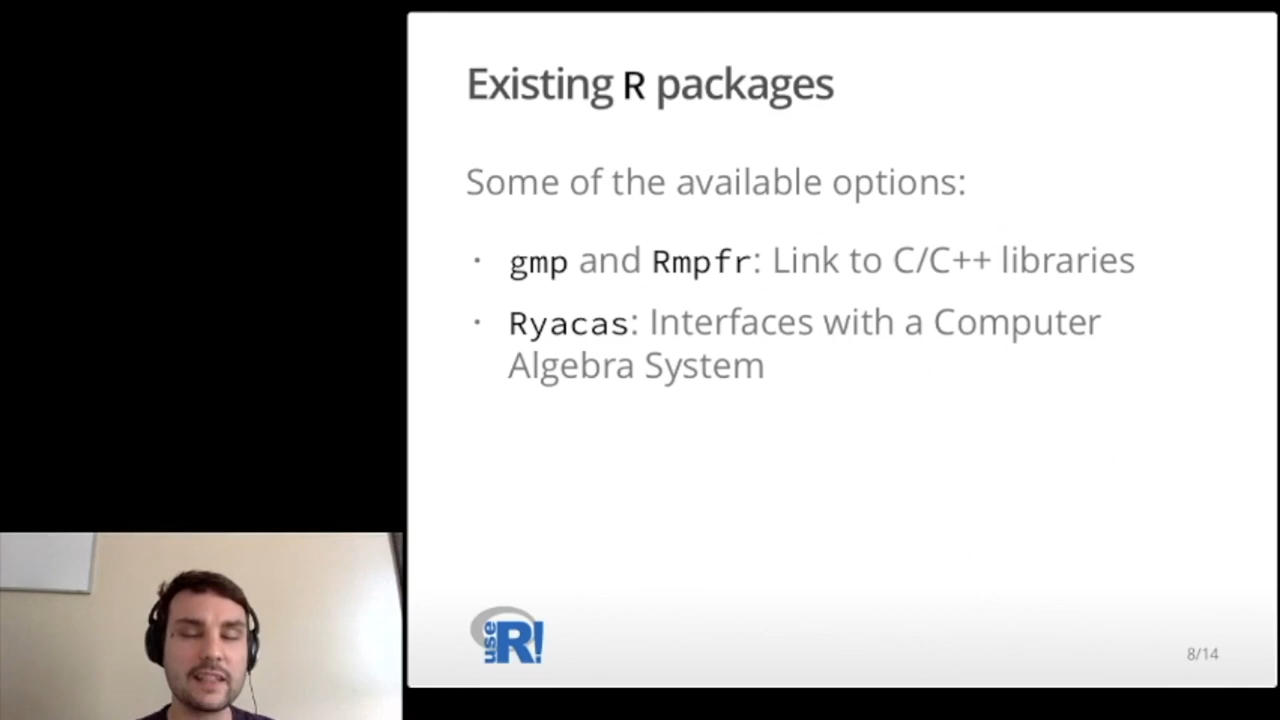 Existing R packages
Some of the available options:
· gmp and Rmpfr: Link to C/C++ libraries
· Ryacas: Interfaces with a Computer
Algebra System
useR!
8/14